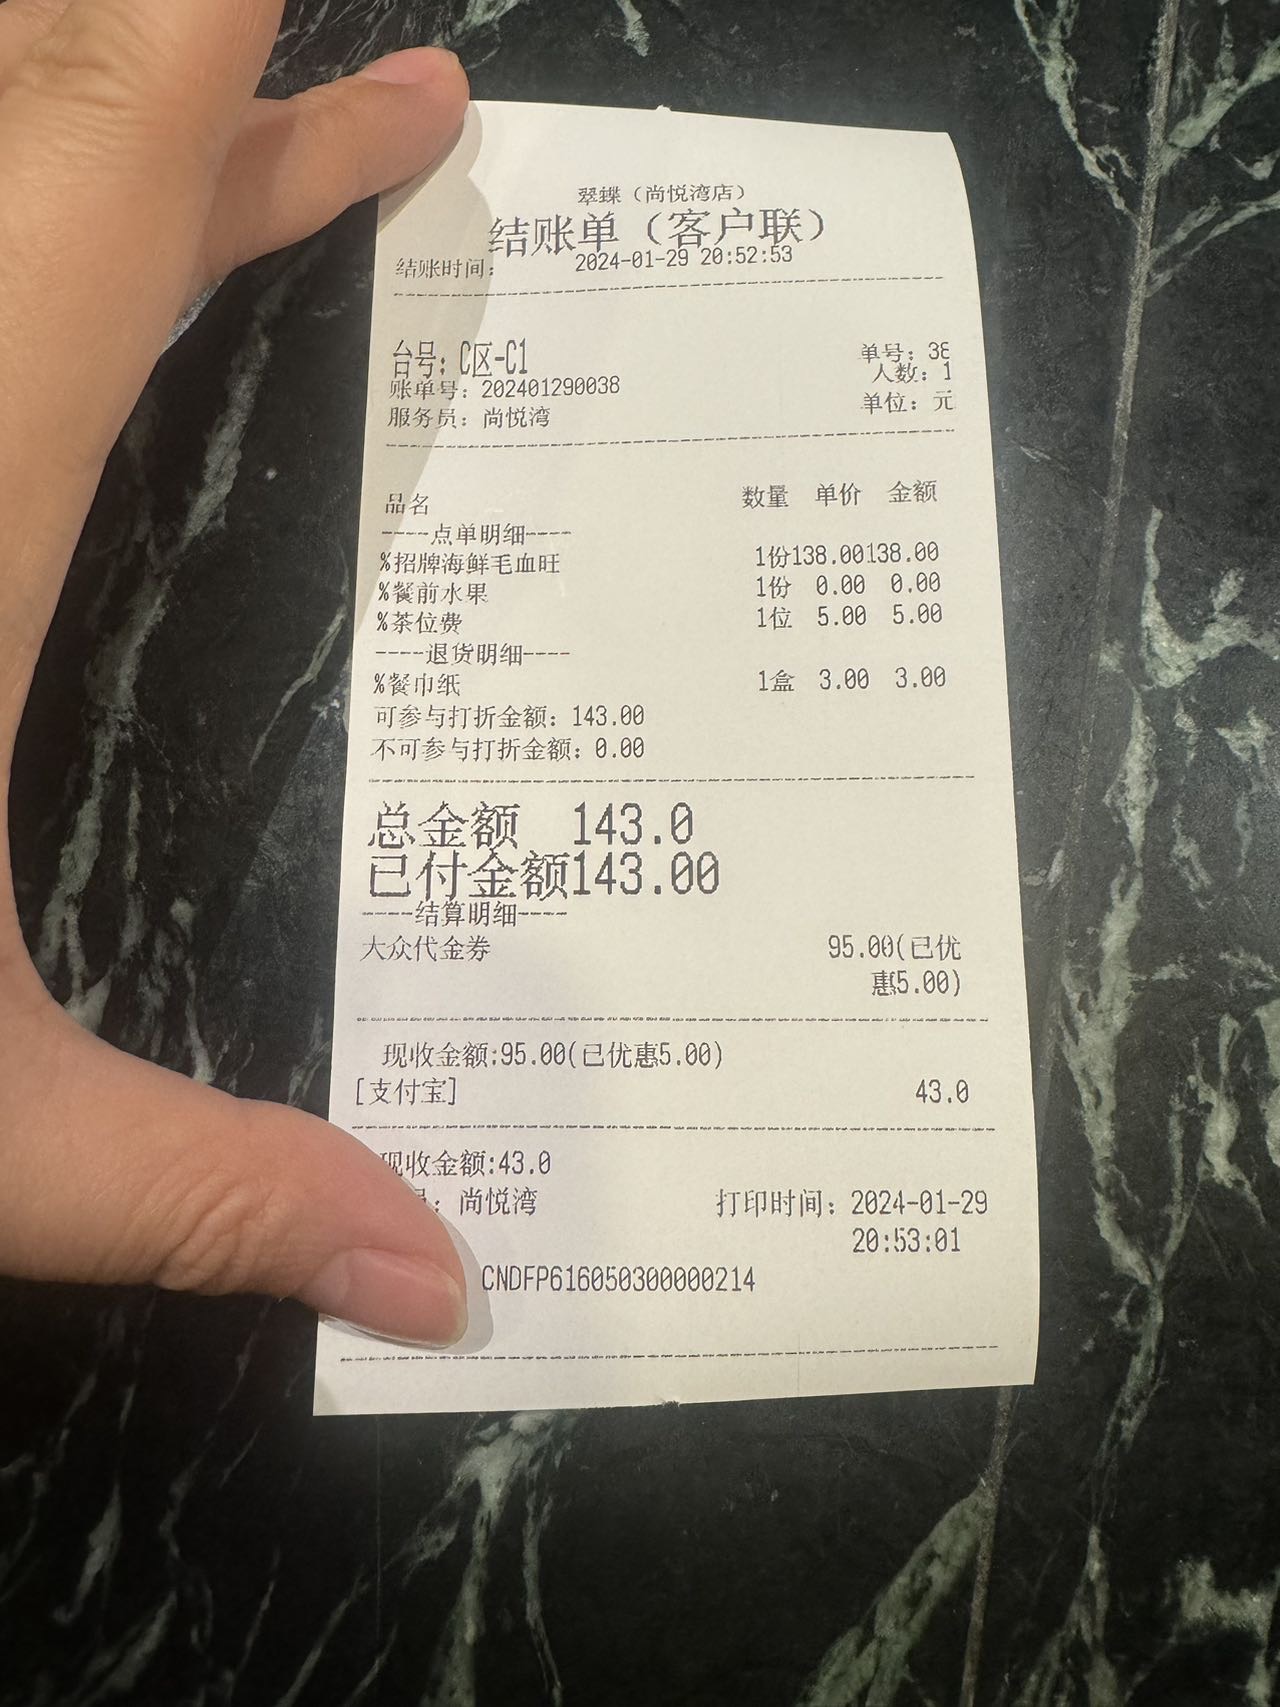 翠鲽（尚悦湾店）
结账单（客户联）
结账时间： 2024-01-29 20:52:53
台号：C区-C1 单号：38
账单号：202401290038 人数：1
服务员：尚悦湾 单位：元
品名 数量 单价 金额
----点单明细----
%招牌海鲜毛血旺 1份138.00138.00
%餐前水果 1份 0.00 0.00
%茶位费 1位 5.00 5.00
----退货明细----
%餐巾纸 1盒 3.00 3.00
可参与打折金额：143.00
不可参与打折金额：0.00
总金额 143.0
已付金额143.00
----结算明细----
大众代金券 95.00(已优
惠5.00)
现收金额:95.00(已优惠5.00)
[支付宝] 43.0
现收金额:43.0
员：尚悦湾 打印时间：2024-01-29
20:53:01
CNDFP616050300000214